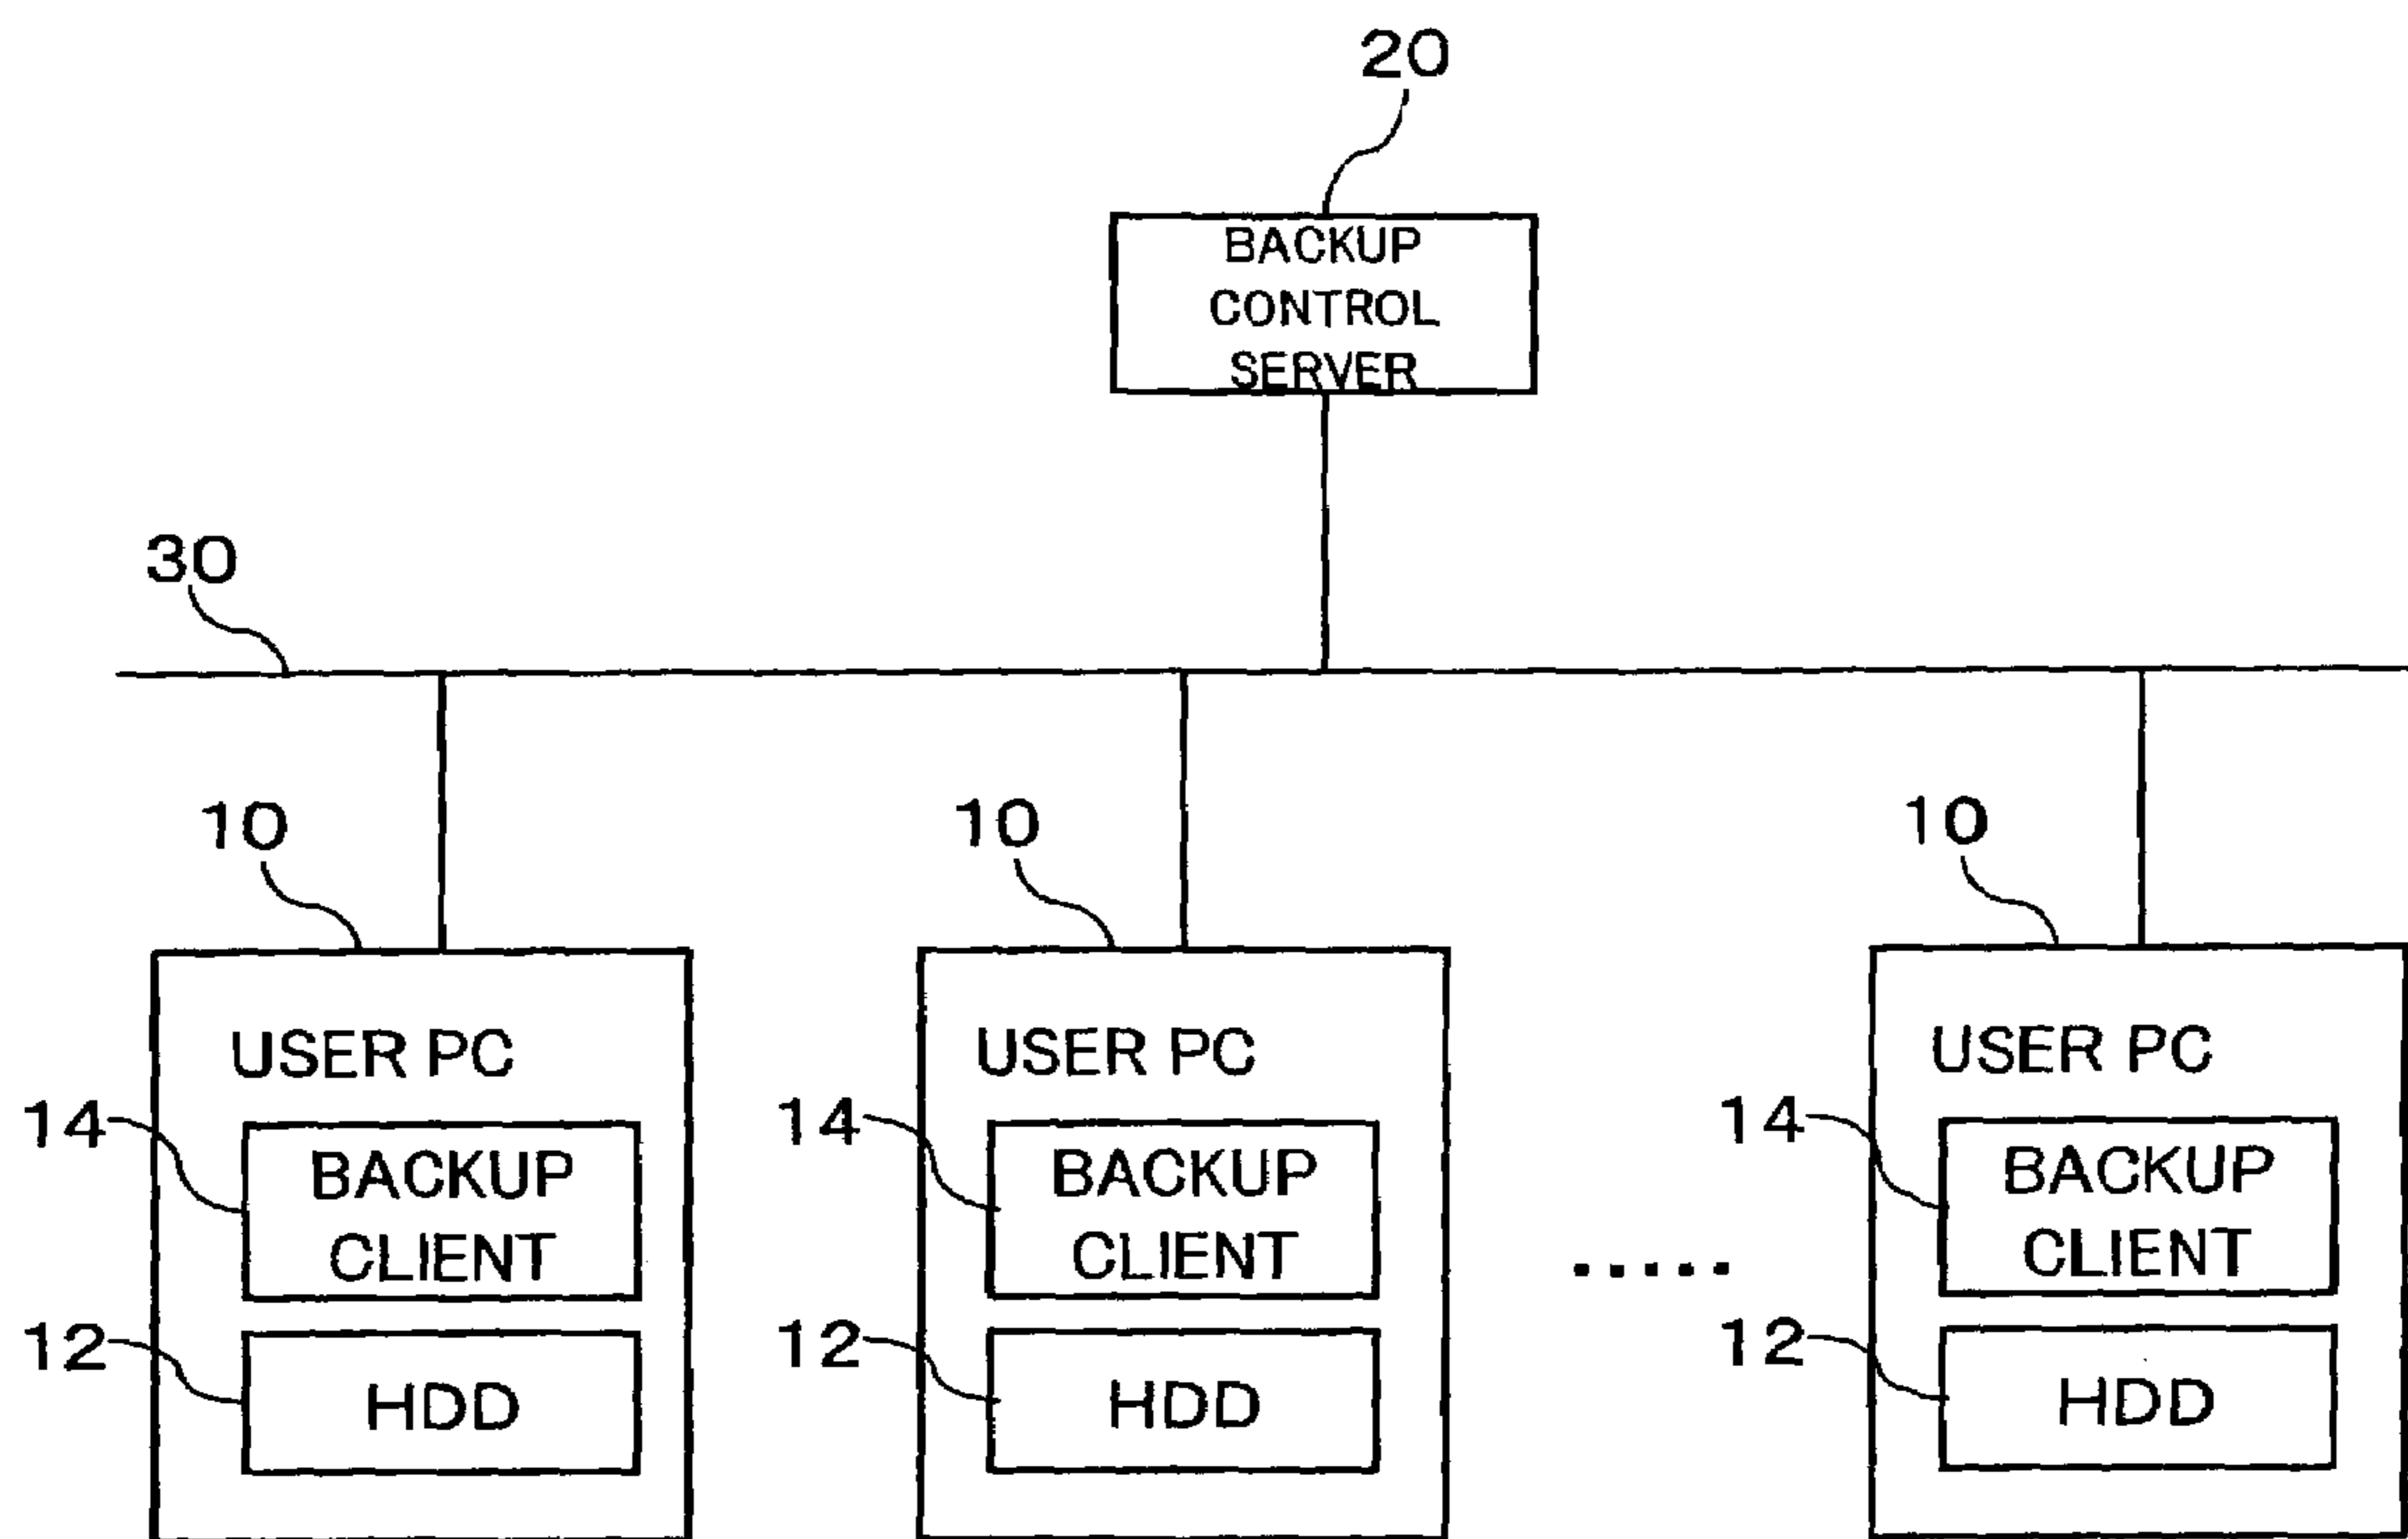 20
BACKUP
CONTROL
SERVER
30
10
10
10
USER PC
USER PC
USER PC
14
BACKUP
CLIENT
14
BACKUP
CLIENT
14
BACKUP
CLIENT
12
HDD
12
HDD
12
HDD